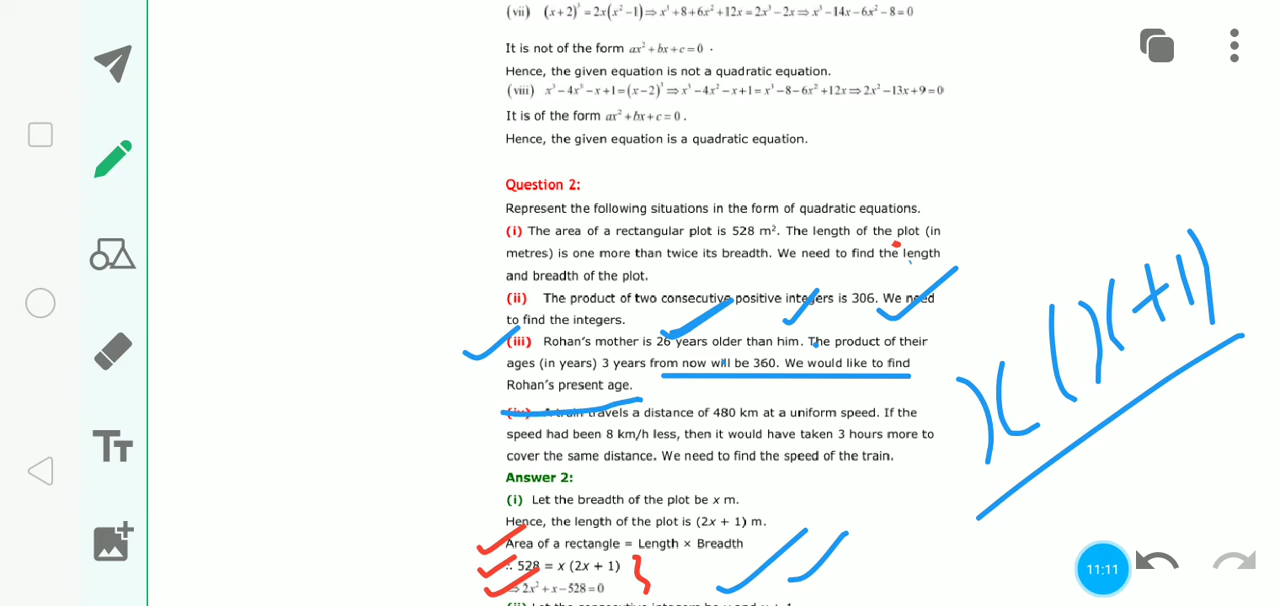 (vii) (x+2)³ = 2x(x²−1) ⇒ x³+8+6x²+12x = 2x³−2x ⇒ x³−14x−6x²−8=0
It is not of the form ax²+bx+c=0 .
Hence, the given equation is not a quadratic equation.
(viii) x³−4x²−x+1=(x−2)³ ⇒ x³−4x²−x+1=x³−8−6x²+12x ⇒ 2x²−13x+9=0
It is of the form ax²+bx+c=0.
Hence, the given equation is a quadratic equation.
Question 2:
Represent the following situations in the form of quadratic equations.
(i) The area of a rectangular plot is 528 m². The length of the plot (in
metres) is one more than twice its breadth. We need to find the length
and breadth of the plot.
(ii) The product of two consecutive positive integers is 306. We need
to find the integers.
(iii) Rohan's mother is 26 years older than him. The product of their
ages (in years) 3 years from now will be 360. We would like to find
Rohan's present age.
(iv) A train travels a distance of 480 km at a uniform speed. If the
speed had been 8 km/h less, then it would have taken 3 hours more to
cover the same distance. We need to find the speed of the train.
Answer 2:
(i) Let the breadth of the plot be x m.
Hence, the length of the plot is (2x + 1) m.
Area of a rectangle = Length × Breadth
∴ 528 = x (2x + 1)
⇒ 2x²+x−528=0
x()(x+1)
Tт
11:11